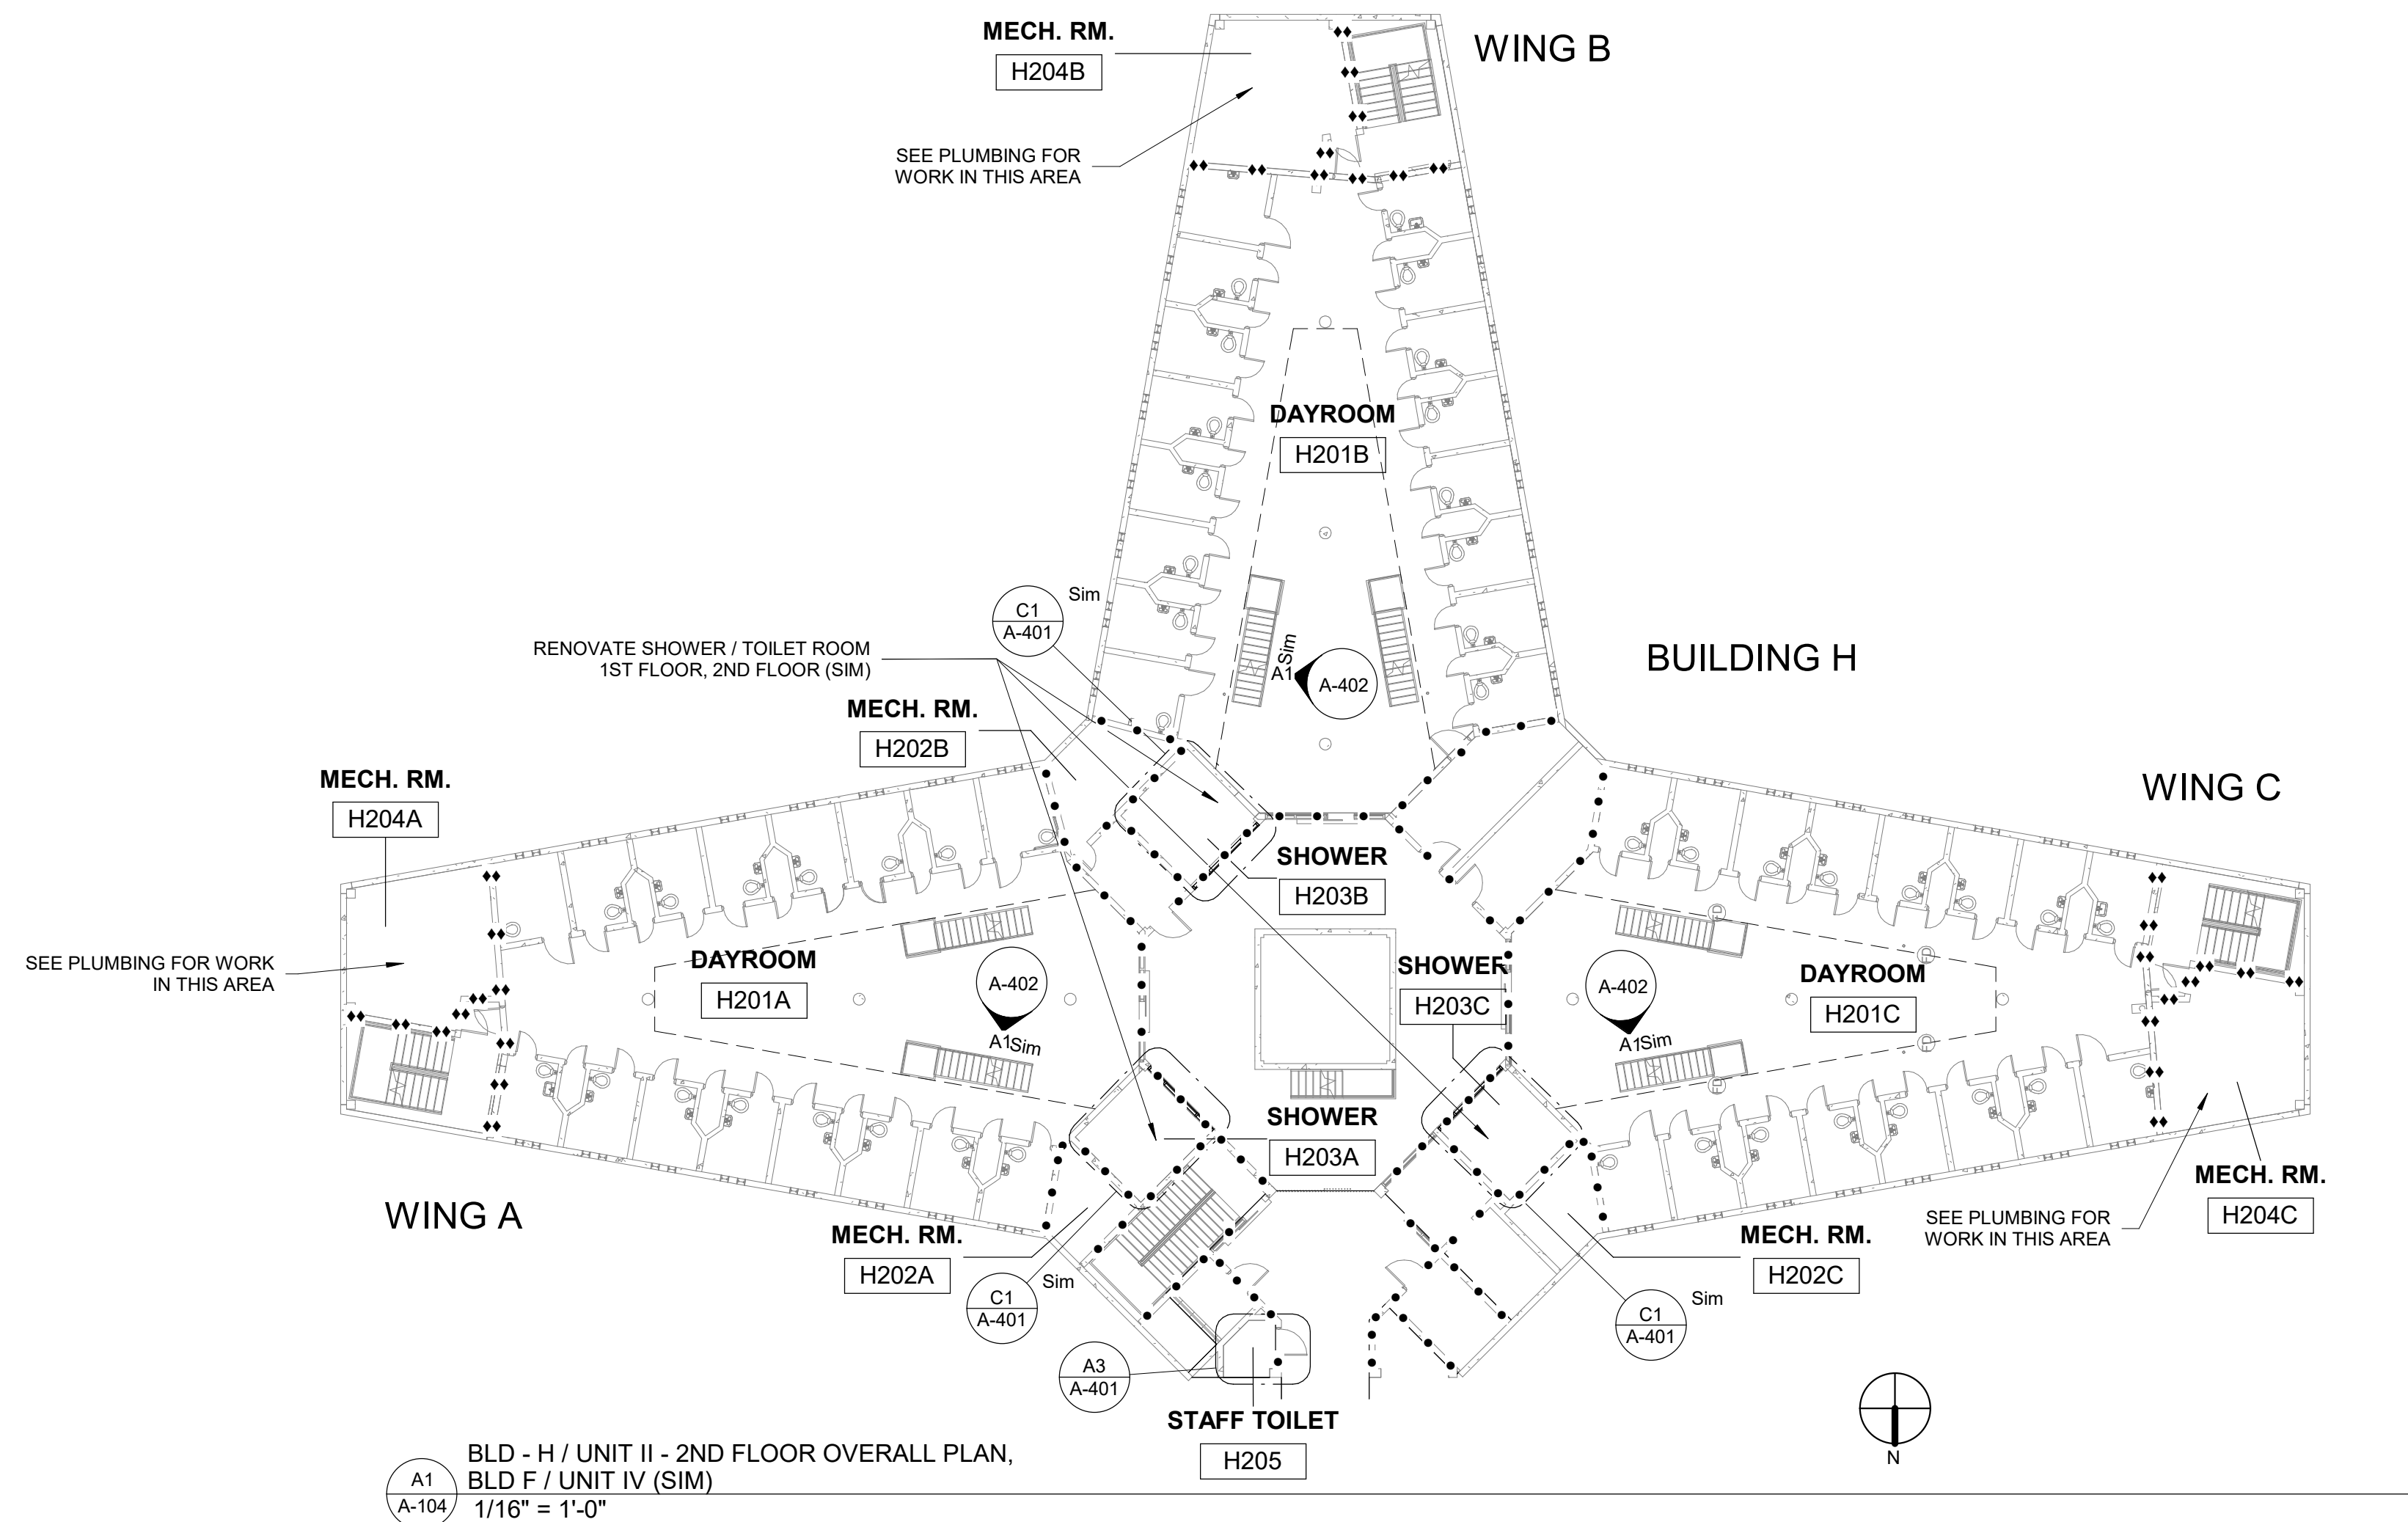 MECH. RM.
H204B
WING B
SEE PLUMBING FOR
WORK IN THIS AREA
DAYROOM
H201B
C1
A-401
Sim
RENOVATE SHOWER / TOILET ROOM
1ST FLOOR, 2ND FLOOR (SIM)
A1
Sim
A-402
BUILDING H
MECH. RM.
H202B
MECH. RM.
H204A
WING C
SHOWER
H203B
SEE PLUMBING FOR WORK
IN THIS AREA
DAYROOM
H201A
A-402
A1
Sim
SHOWER
H203C
A-402
A1
Sim
DAYROOM
H201C
SHOWER
H203A
WING A
MECH. RM.
H202A
C1
A-401
Sim
MECH. RM.
H202C
C1
A-401
Sim
SEE PLUMBING FOR
WORK IN THIS AREA
MECH. RM.
H204C
A3
A-401
STAFF TOILET
H205
N
A1
A-104
BLD - H / UNIT II - 2ND FLOOR OVERALL PLAN,
BLD F / UNIT IV (SIM)
1/16" = 1'-0"